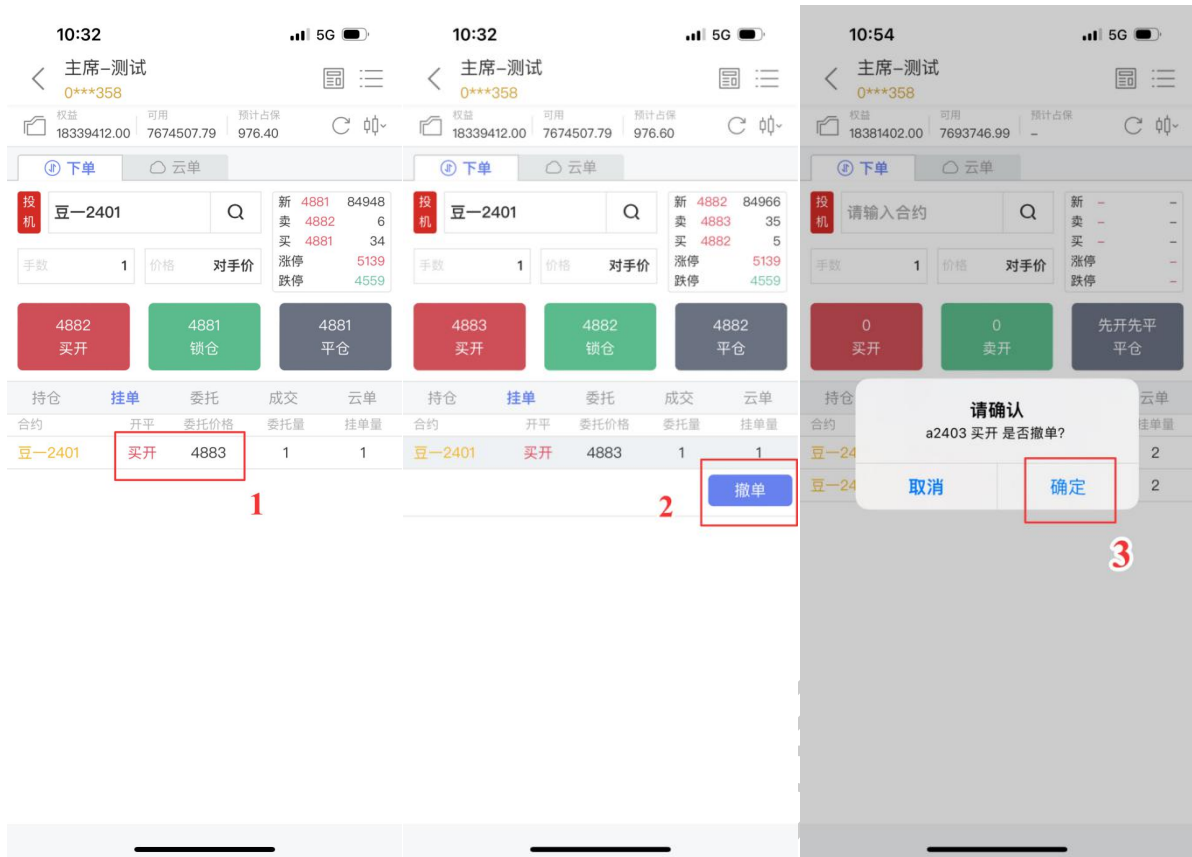 10:32
5G
主席–测试
0***358
权益 可用 预计占保
18339412.00 7674507.79 976.40
下单 云单
投机 豆一2401
新 4881 84948
卖 4882 6
买 4881 34
涨停 5139
跌停 4559
手数 1 价格 对手价
4882 4881 4881
买开 锁仓 平仓
持仓 挂单 委托 成交 云单
合约 开平 委托价格 委托量 挂单量
豆一2401 买开 4883 1 1
1
10:32
5G
主席–测试
0***358
权益 可用 预计占保
18339412.00 7674507.79 976.60
下单 云单
投机 豆一2401
新 4882 84966
卖 4883 35
买 4882 5
涨停 5139
跌停 4559
手数 1 价格 对手价
4883 4882 4882
买开 锁仓 平仓
持仓 挂单 委托 成交 云单
合约 开平 委托价格 委托量 挂单量
豆一2401 买开 4883 1 1
撤单
2
10:54
5G
主席–测试
0***358
权益 可用 预计占保
18381402.00 7693746.99 –
下单 云单
投机 请输入合约
新 – –
卖 – –
买 – –
涨停 –
跌停 –
手数 1 价格 对手价
0 0 先开先平
买开 卖开 平仓
持仓 云单
合约 挂单量
豆一24 2
豆一24 2
请确认
a2403 买开 是否撤单?
取消 确定
3